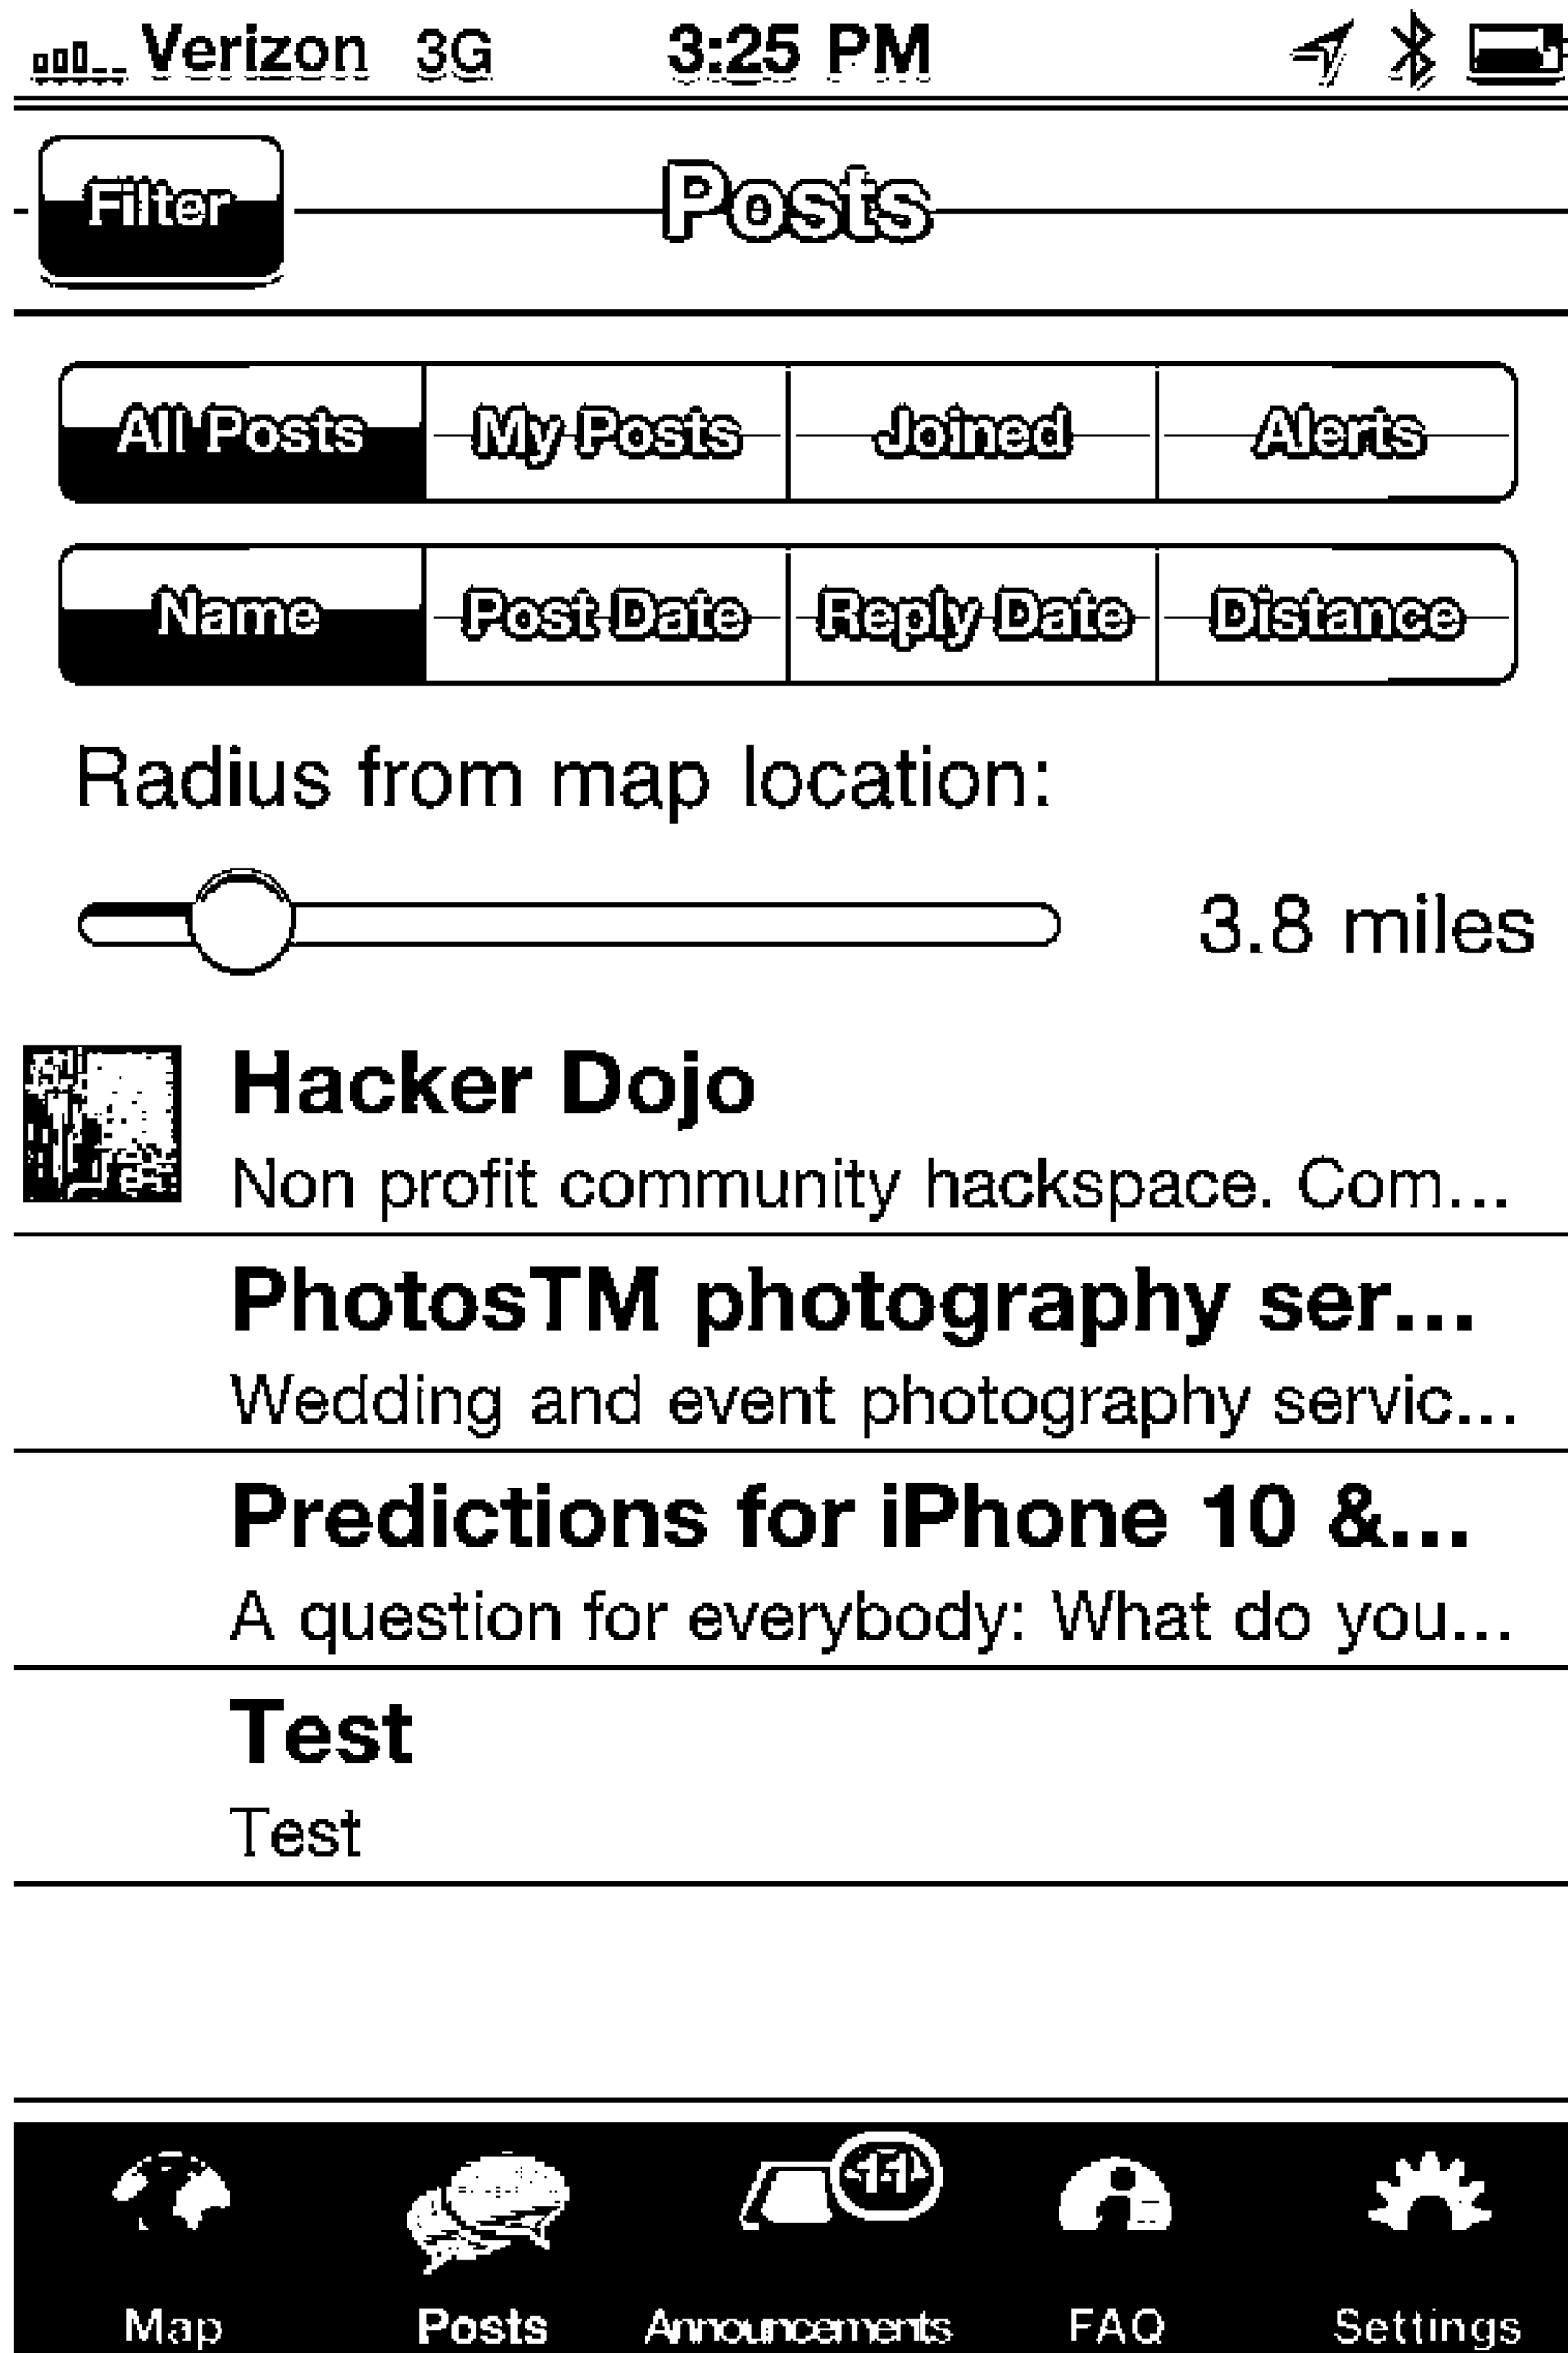 Verizon 3G 3:25 PM
Filter Posts
All Posts My Posts Joined Alerts
Name Post Date Reply Date Distance
Radius from map location:
3.8 miles
Hacker Dojo
Non profit community hackspace. Com...
PhotosTM photography ser...
Wedding and event photography servic...
Predictions for iPhone 10 &...
A question for everybody: What do you...
Test
Test
11
Map Posts Announcements FAQ Settings